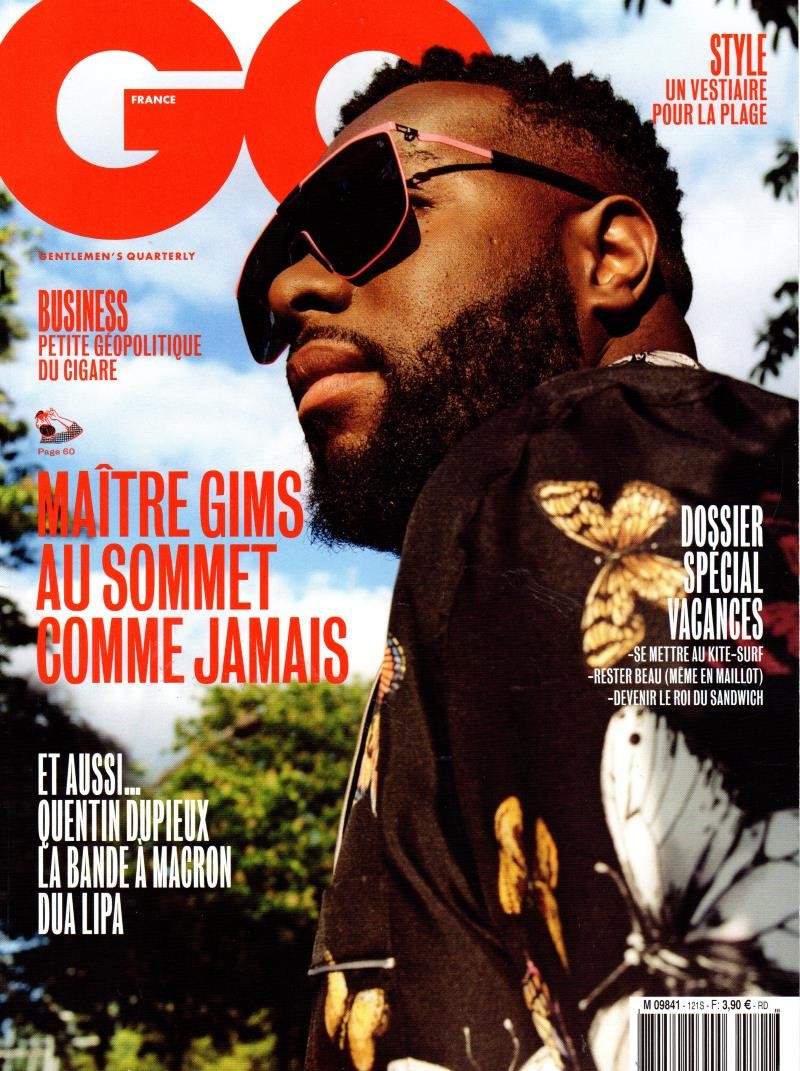 GQ
FRANCE
GENTLEMEN'S QUARTERLY
STYLE
UN VESTIAIRE
POUR LA PLAGE
BUSINESS
PETITE GÉOPOLITIQUE
DU CIGARE
Page 60
MAÎTRE GIMS
AU SOMMET
COMME JAMAIS
DOSSIER
SPÉCIAL
VACANCES
-SE METTRE AU KITE-SURF
-RESTER BEAU (MÊME EN MAILLOT)
-DEVENIR LE ROI DU SANDWICH
ET AUSSI...
QUENTIN DUPIEUX
LA BANDE À MACRON
DUA LIPA
M 09841 - 121S - F: 3,90 € - RD